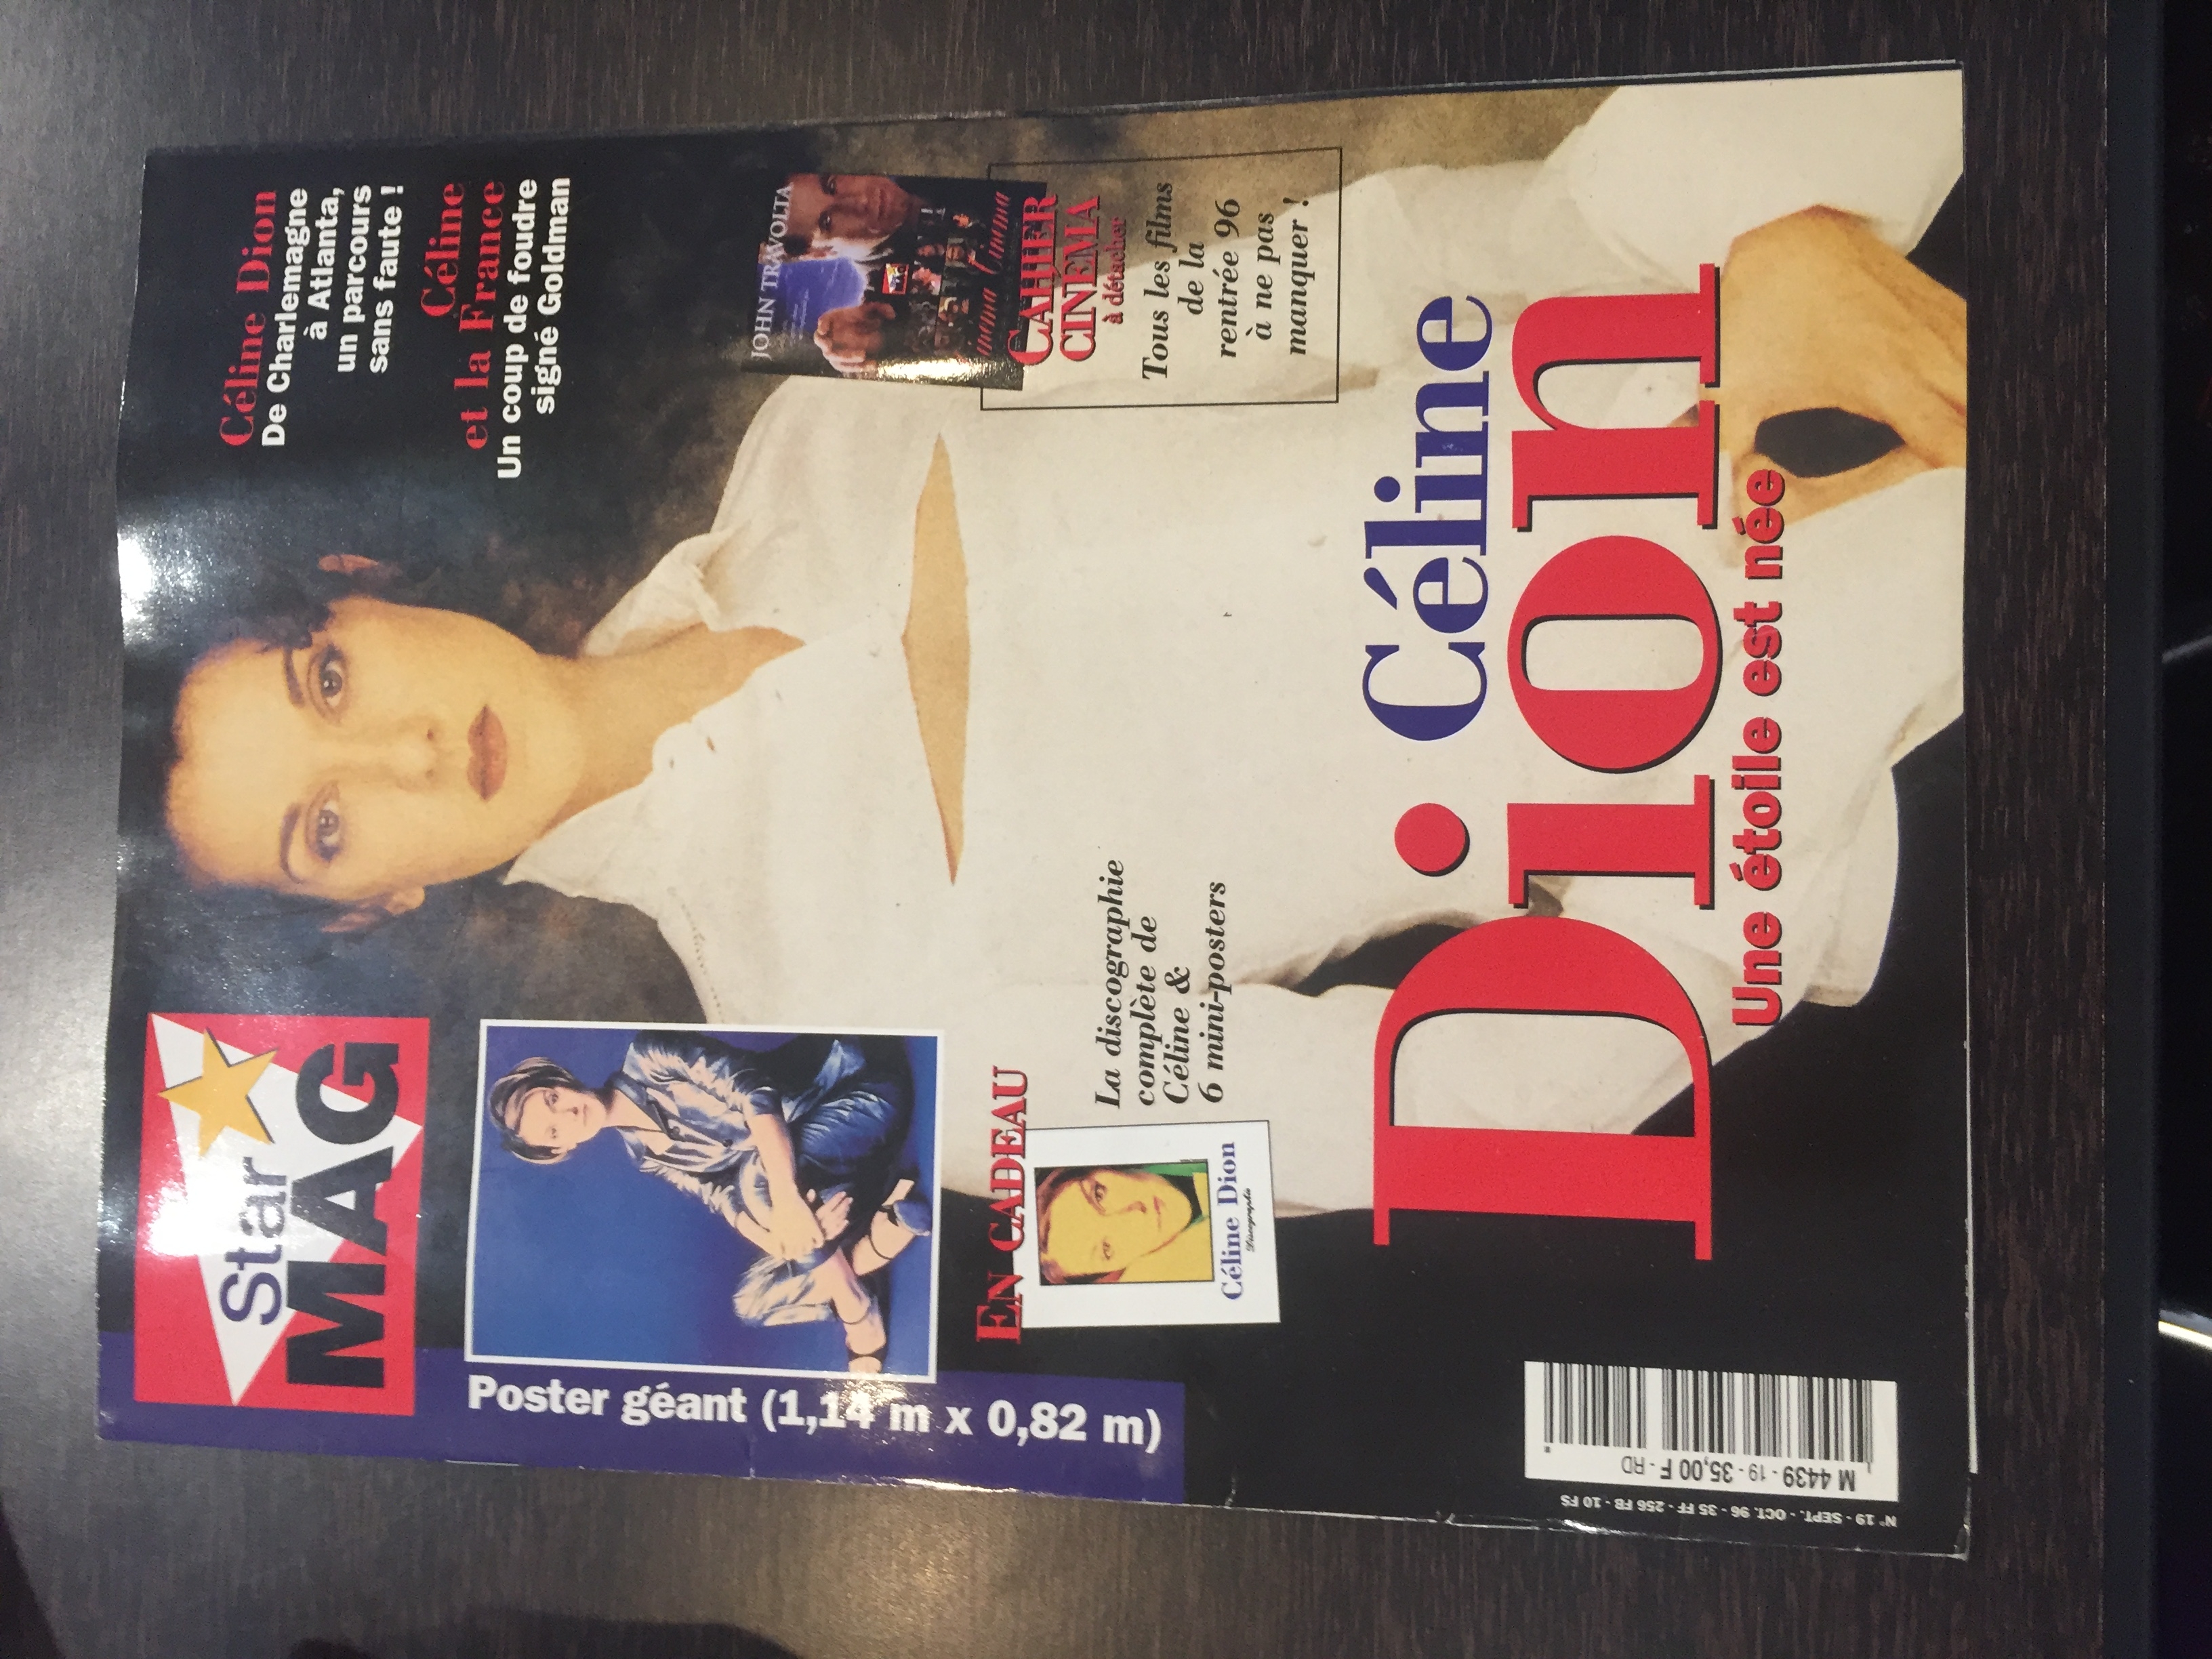 Star
MAG
Céline Dion
De Charlemagne
à Atlanta,
un parcours
sans faute !
Céline
et la France
Un coup de foudre
signé Goldman
Poster géant (1,14 m x 0,82 m)
JOHN TRAVOLTA
CAHIER
CINEMA
à détacher
Tous les films
de la
rentrée 96
à ne pas
manquer !
EN CADEAU
La discographie
complète de
Céline &
6 mini-posters
Céline Dion
Discographie
Céline
Dion
Une étoile est née
M 4439 - 19 - 35,00 F - RD
N° 19 - SEPT. - OCT. 96 - 35 FF - 256 FB - 10 FS